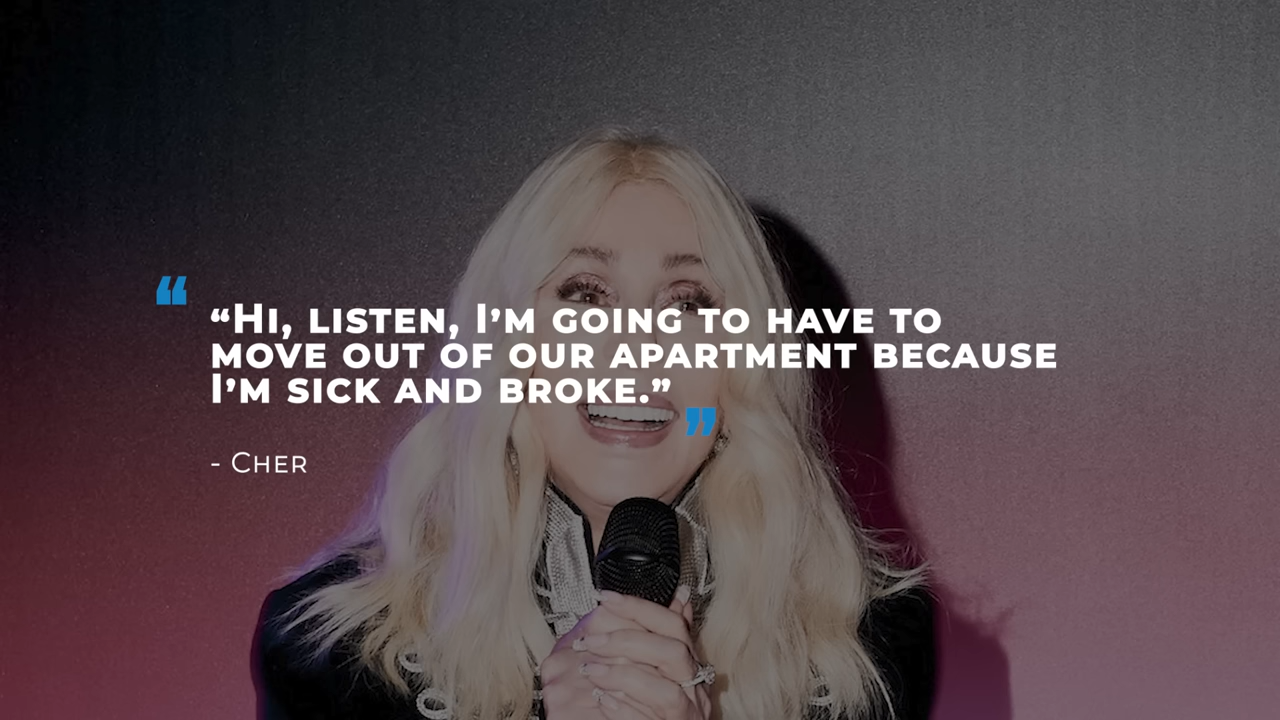 “
“Hi, listen, I’m going to have to
move out of our apartment because
I’m sick and broke.”
”
- Cher